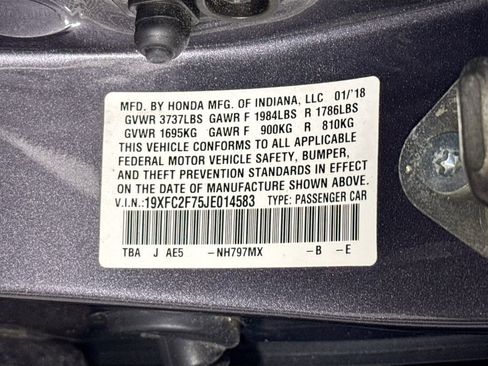 MFD. BY HONDA MFG. OF INDIANA, LLC 01/'18
GVWR 3737LBS GAWR F 1984LBS R 1786LBS
GVWR 1695KG GAWR F 900KG R 810KG
THIS VEHICLE CONFORMS TO ALL APPLICABLE
FEDERAL MOTOR VEHICLE SAFETY, BUMPER,
AND THEFT PREVENTION STANDARDS IN EFFECT
ON THE DATE OF MANUFACTURE SHOWN ABOVE.
V.I.N.:19XFC2F75JE014583 TYPE: PASSENGER CAR
TBA J AE5 -NH797MX -B -E